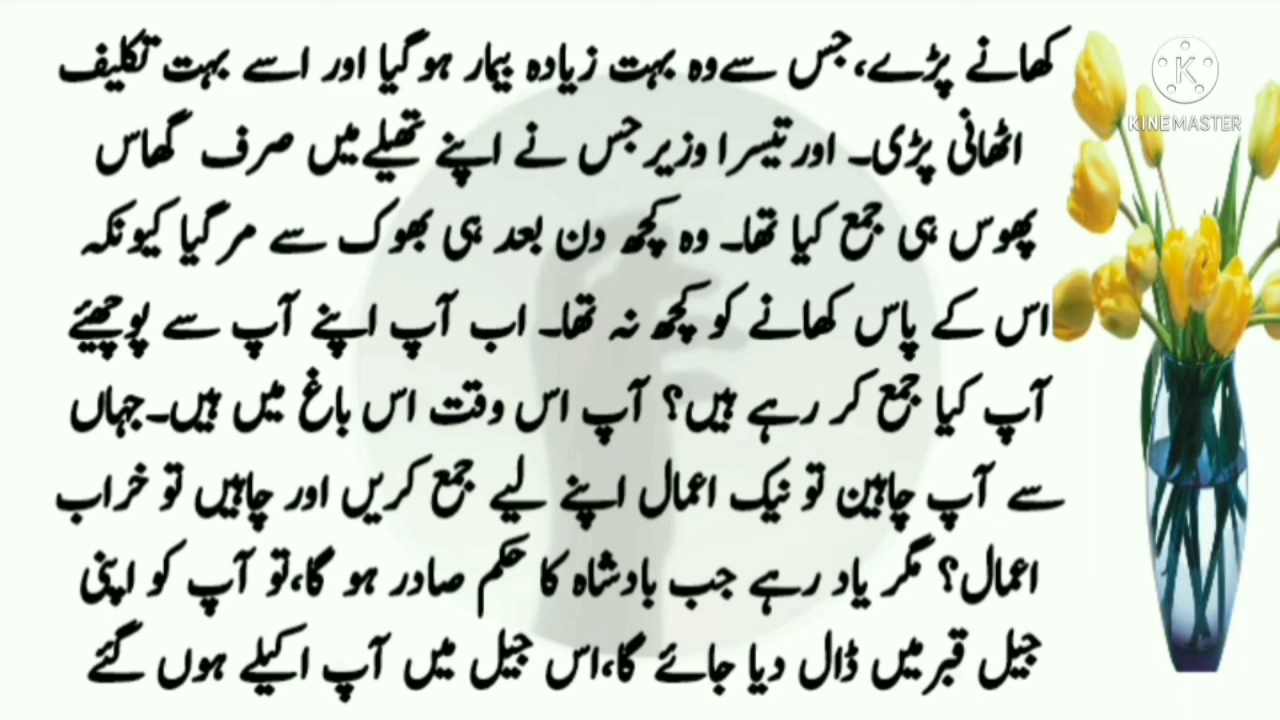 کھانے پڑے، جس سے وہ بہت زیادہ بیمار ہو گیا اور اسے بہت تکلیف
اٹھانی پڑی۔ اور تیسرا وزیر جس نے اپنے تھیلے میں صرف گھاس
پھوس ہی جمع کیا تھا۔ وہ کچھ دن بعد ہی بھوک سے مر گیا کیونکہ
اس کے پاس کھانے کو کچھ نہ تھا۔ اب آپ اپنے آپ سے پوچھئیے
آپ کیا جمع کر رہے ہیں؟ آپ اس وقت اس باغ میں ہیں۔ جہاں
سے آپ چاہین تو نیک اعمال اپنے لیے جمع کریں اور چاہیں تو خراب
اعمال؟ مگر یاد رہے جب بادشاہ کا حکم صادر ہو گا، تو آپ کو اپنی
جیل قبر میں ڈال دیا جائے گا، اس جیل میں آپ اکیلے ہوں گئے
K
KINEMASTER